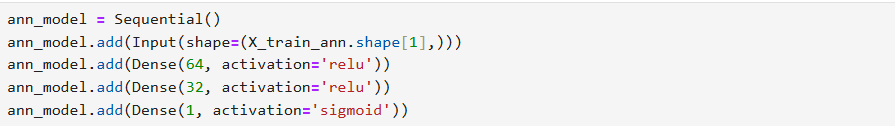 ann_model = Sequential()
ann_model.add(Input(shape=(X_train_ann.shape[1],)))
ann_model.add(Dense(64, activation='relu'))
ann_model.add(Dense(32, activation='relu'))
ann_model.add(Dense(1, activation='sigmoid'))